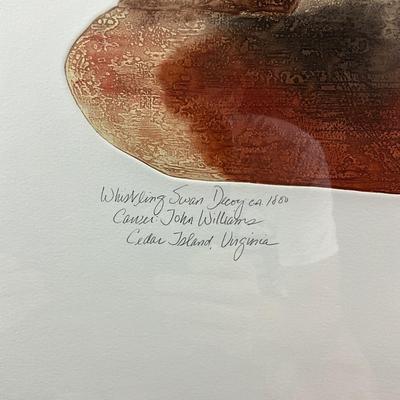 Whistling Swan Decoy ca. 1880
Carver: John Williams
Cedar Island, Virginia